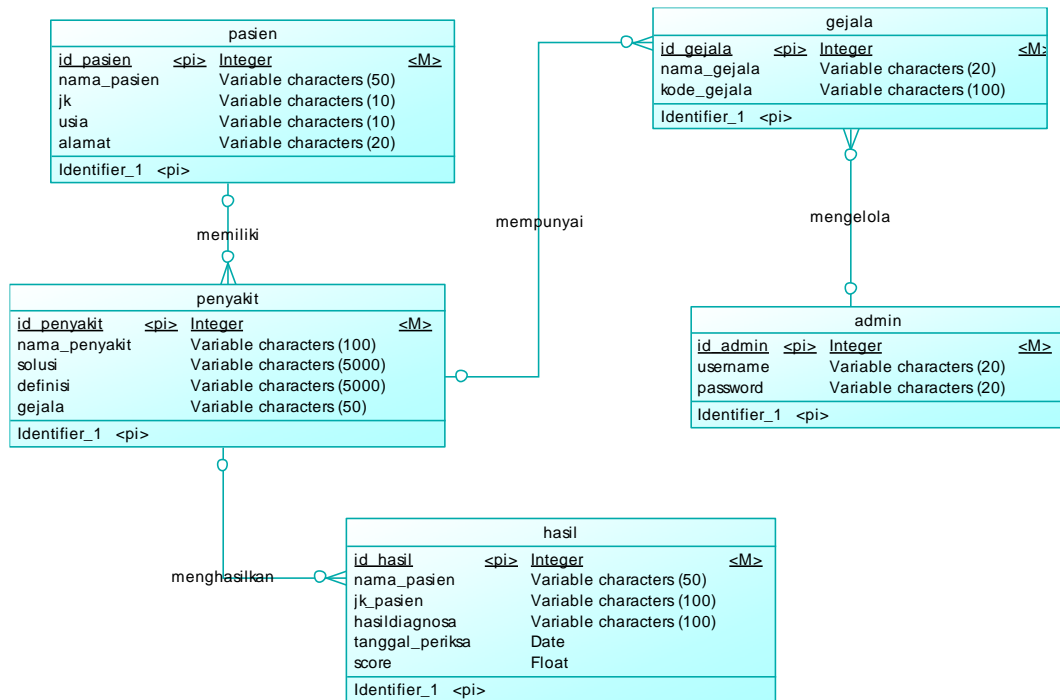 pasien
id_pasien <pi> Integer <M>
nama_pasien Variable characters (50)
jk Variable characters (10)
usia Variable characters (10)
alamat Variable characters (20)
Identifier_1 <pi>
gejala
id_gejala <pi> Integer <M>
nama_gejala Variable characters (20)
kode_gejala Variable characters (100)
Identifier_1 <pi>
memiliki
mempunyai
mengelola
penyakit
id_penyakit <pi> Integer <M>
nama_penyakit Variable characters (100)
solusi Variable characters (5000)
definisi Variable characters (5000)
gejala Variable characters (50)
Identifier_1 <pi>
admin
id_admin <pi> Integer <M>
username Variable characters (20)
password Variable characters (20)
Identifier_1 <pi>
menghasilkan
hasil
id_hasil <pi> Integer <M>
nama_pasien Variable characters (50)
jk_pasien Variable characters (100)
hasildiagnosa Variable characters (100)
tanggal_periksa Date
score Float
Identifier_1 <pi>